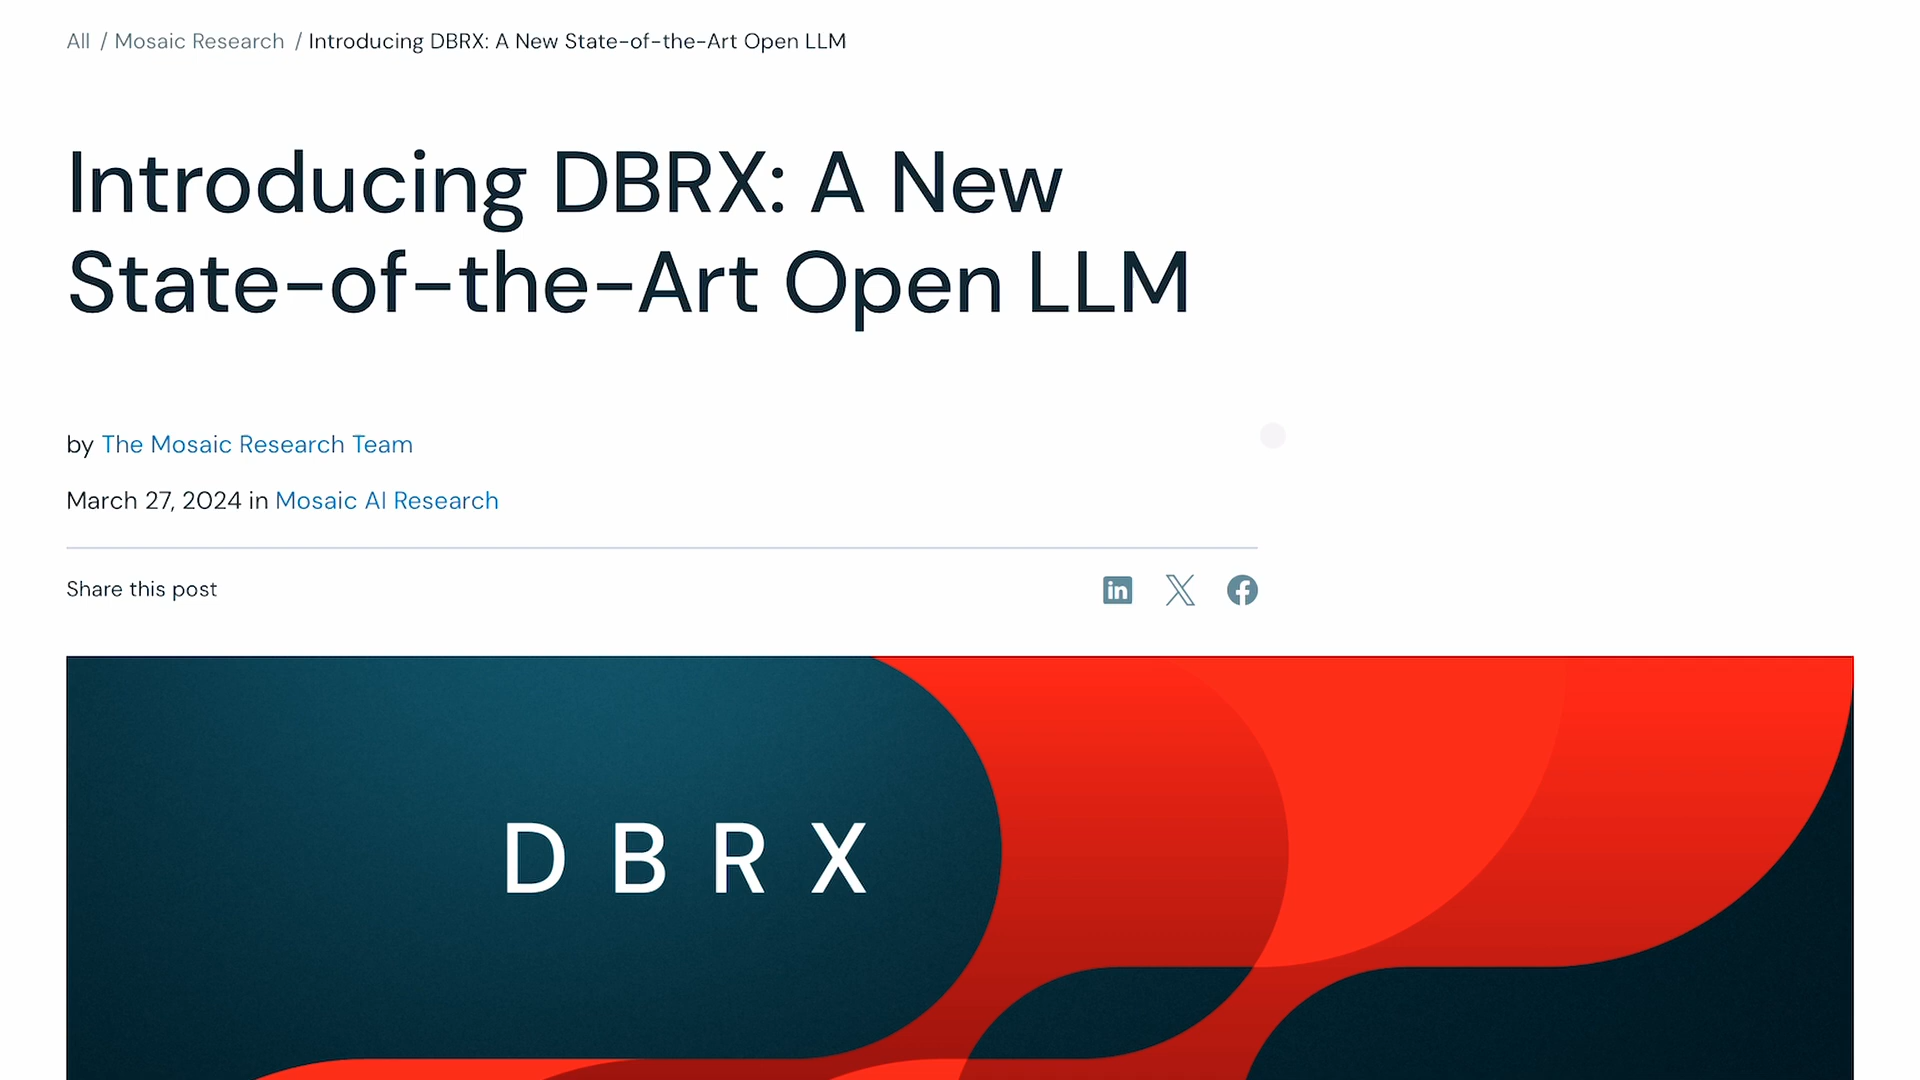 All / Mosaic Research / Introducing DBRX: A New State-of-the-Art Open LLM
Introducing DBRX: A New
State-of-the-Art Open LLM
by The Mosaic Research Team
March 27, 2024 in Mosaic AI Research
Share this post
DBRX